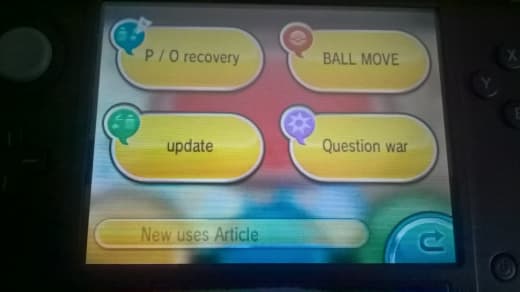 P / O recovery
BALL MOVE
update
Question war
New uses Article
X
Y